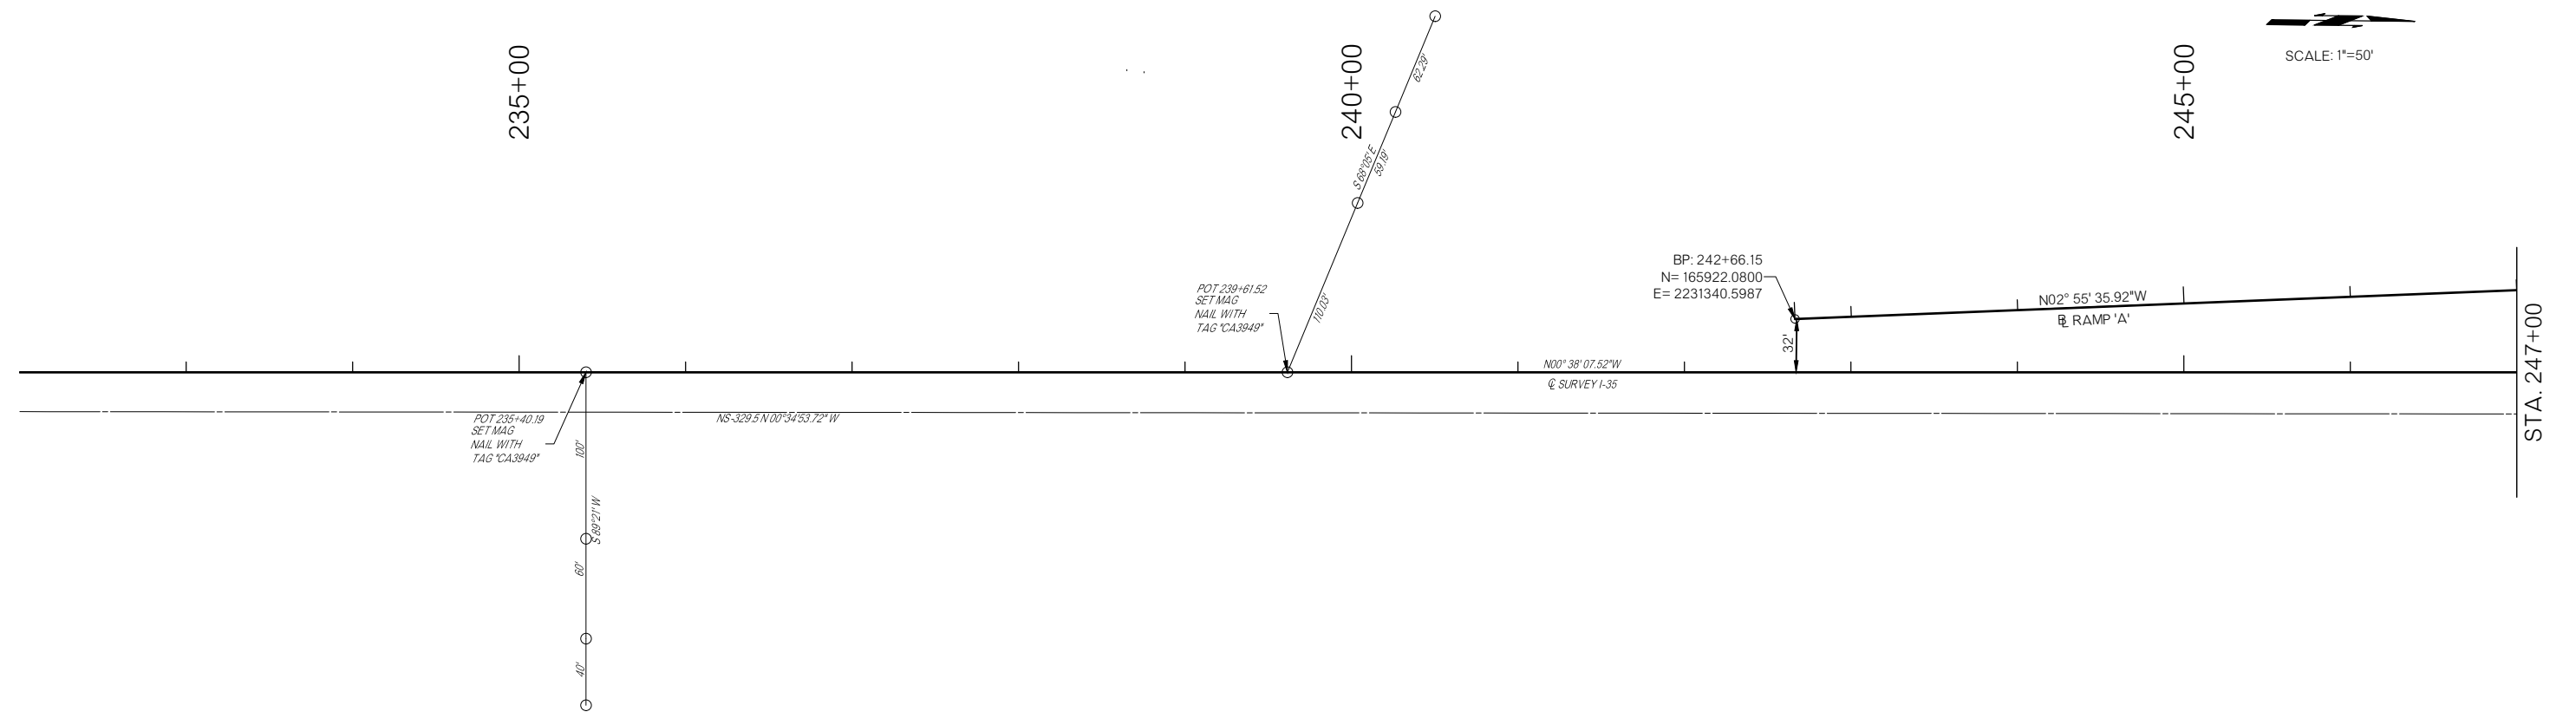 235+00
240+00
245+00
SCALE: 1"=50'
62.29'
S 68°05' E
59.19'
110.03'
BP: 242+66.15
N= 165922.0800
E= 2231340.5987
POT 239+61.52
SET MAG
NAIL WITH
TAG "CA3949"
N02° 55' 35.92"W
BL RAMP 'A'
32'
STA. 247+00
N00° 38' 07.52"W
CL SURVEY I-35
POT 235+40.19
SET MAG
NAIL WITH
TAG "CA3949"
NS-329.5 N 00°34'53.72" W
100'
S 89°21' W
60'
40'